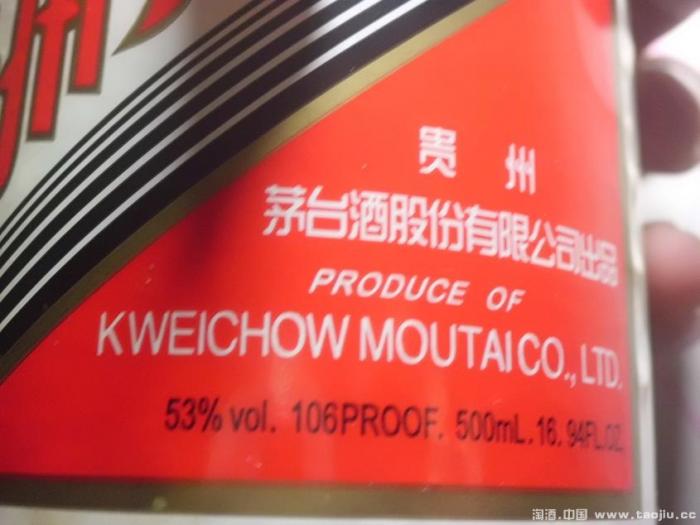 贵州
茅台酒股份有限公司出品
PRODUCE OF
KWEICHOW MOUTAI CO., LTD.
53% vol. 106PROOF. 500mL. 16.94FL.OZ.
淘酒.中国 www.taojiu.cc